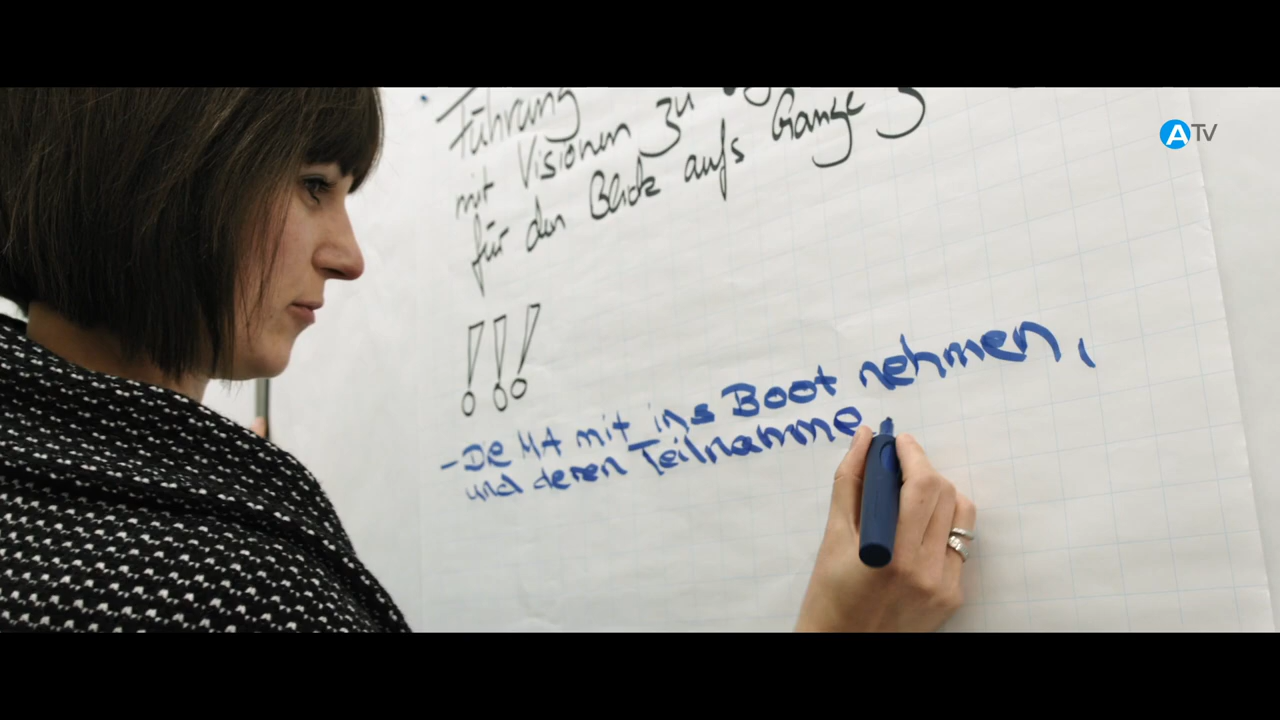 Führung
mit Visionen zu
für den Blick aufs Ganze
!!!
- Die MA mit ins Boot nehmen,
und deren Teilnahme
ATV